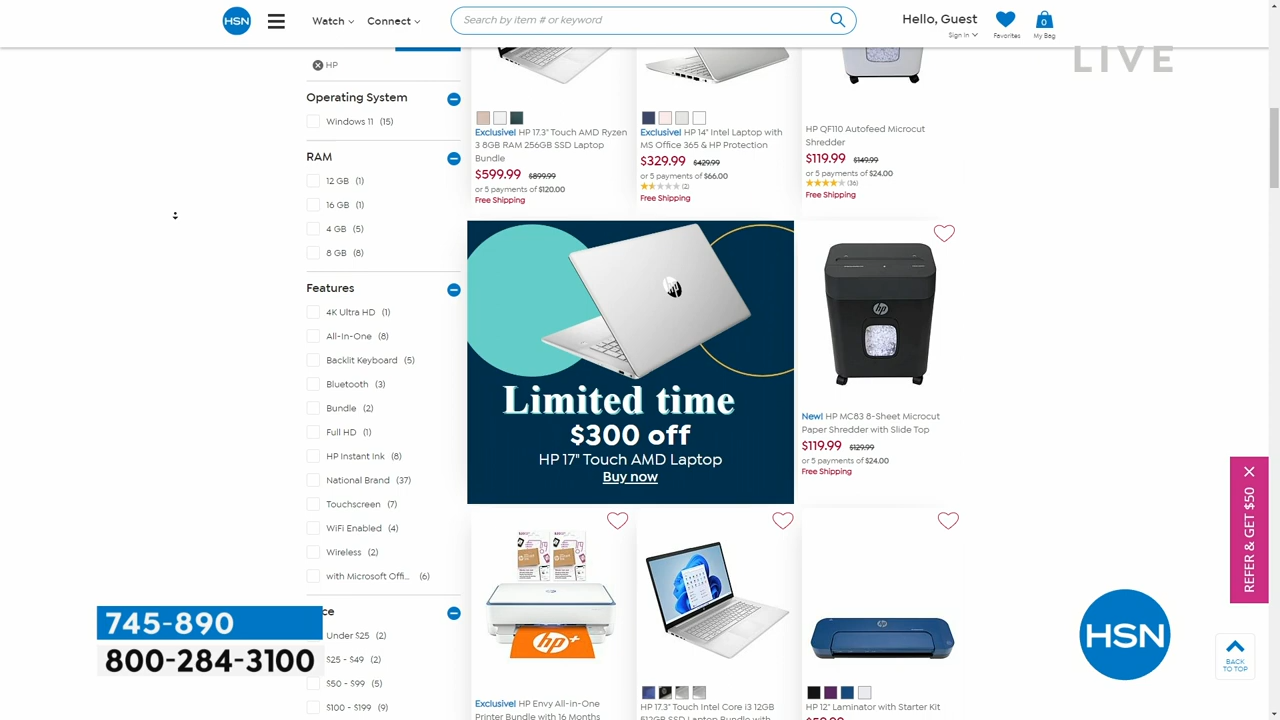 HSN
Watch
Connect
Search by item # or keyword
Hello, Guest
Sign In
Favorites
0
My Bag
LIVE
HP
Operating System
Windows 11 (15)
RAM
12 GB (1)
16 GB (1)
4 GB (5)
8 GB (8)
Features
4K Ultra HD (1)
All-In-One (8)
Backlit Keyboard (5)
Bluetooth (3)
Bundle (2)
Full HD (1)
HP Instant Ink (8)
National Brand (37)
Touchscreen (7)
WiFi Enabled (4)
Wireless (2)
with Microsoft Offi... (6)
ce
Under $25 (2)
$25 - $49 (2)
$50 - $99 (5)
$100 - $199 (9)
Exclusive! HP 17.3" Touch AMD Ryzen
3 8GB RAM 256GB SSD Laptop
Bundle
$599.99 $899.99
or 5 payments of $120.00
Free Shipping
Exclusive! HP 14" Intel Laptop with
MS Office 365 & HP Protection
$329.99 $429.99
or 5 payments of $66.00
(2)
Free Shipping
HP QF110 Autofeed Microcut
Shredder
$119.99 $149.99
or 5 payments of $24.00
(36)
Free Shipping
hp
Limited time
$300 off
HP 17" Touch AMD Laptop
Buy now
hp
New! HP MC83 8-Sheet Microcut
Paper Shredder with Slide Top
$119.99 $129.99
or 5 payments of $24.00
Free Shipping
hp+
Exclusive! HP Envy All-in-One
Printer Bundle with 16 Months
HP 17.3" Touch Intel Core i3 12GB
512GB SSD Laptop Bundle with
hp
HP 12" Laminator with Starter Kit
REFER & GET $50
745-890
800-284-3100
HSN
BACK
TO TOP